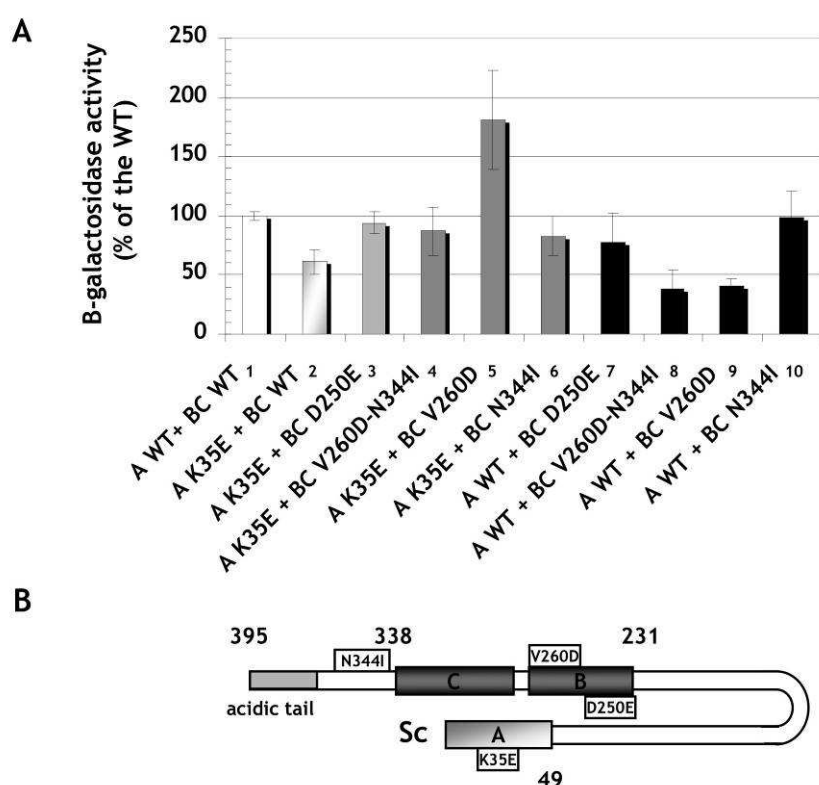 A
B-galactosidase activity
(% of the WT)
250
200
150
100
50
0
A WT+ BC WT 1
A K35E + BC WT 2
A K35E + BC D250E 3
A K35E + BC V260D-N344I 4
A K35E + BC V260D 5
A K35E + BC N344I 6
A WT + BC D250E 7
A WT + BC V260D-N344I 8
A WT + BC V260D 9
A WT + BC N344I 10
B
395 338 231
N344I V260D
C B
acidic tail D250E
Sc A
K35E
49